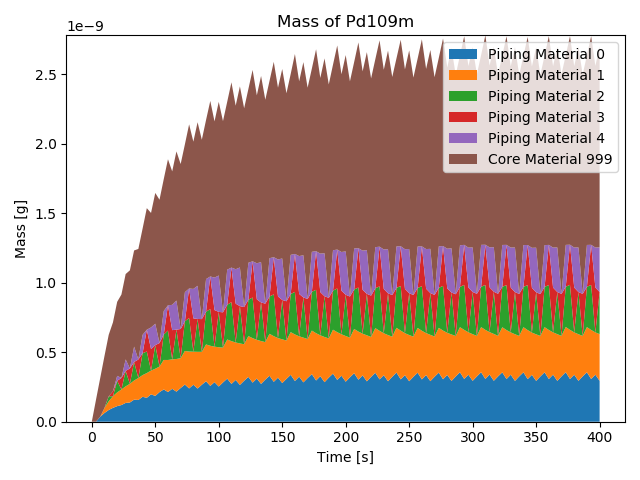 Mass of Pd109m
1e−9
Piping Material 0
Piping Material 1
Piping Material 2
Piping Material 3
Piping Material 4
Core Material 999
2.5
2.0
1.5
1.0
0.5
0.0
Mass [g]
0
50
100
150
200
250
300
350
400
Time [s]